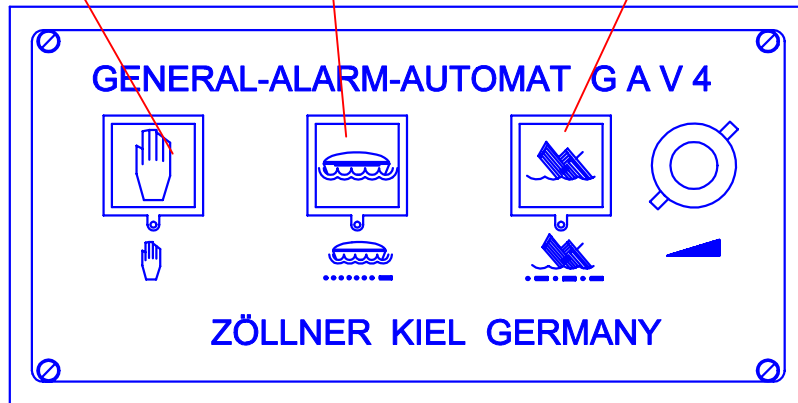 GENERAL-ALARM-AUTOMAT G A V 4
ZÖLLNER KIEL GERMANY